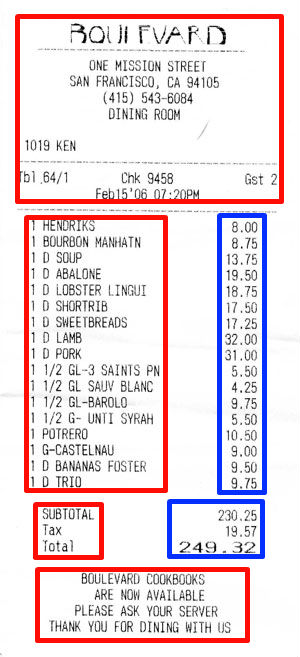 BOULEVARD
ONE MISSION STREET
SAN FRANCISCO, CA 94105
(415) 543-6084
DINING ROOM
1019 KEN
Tbl 64/1 Chk 9458 Gst 2
Feb15'06 07:20PM
1 HENDRIKS 8.00
1 BOURBON MANHATN 8.75
1 D SOUP 13.75
1 D ABALONE 19.50
1 D LOBSTER LINGUI 18.75
1 D SHORTRIB 17.50
1 D SWEETBREADS 17.25
1 D LAMB 32.00
1 D PORK 31.00
1 1/2 GL-3 SAINTS PN 5.50
1 1/2 GL SAUV BLANC 4.25
1 1/2 GL-BAROLO 9.75
1 1/2 G- UNTI SYRAH 5.50
1 POTRERO 10.50
1 G-CASTELNAU 9.00
1 D BANANAS FOSTER 9.50
1 D TRIO 9.75
SUBTOTAL 230.25
Tax 19.57
Total 249.32
BOULEVARD COOKBOOKS
ARE NOW AVAILABLE
PLEASE ASK YOUR SERVER
THANK YOU FOR DINING WITH US